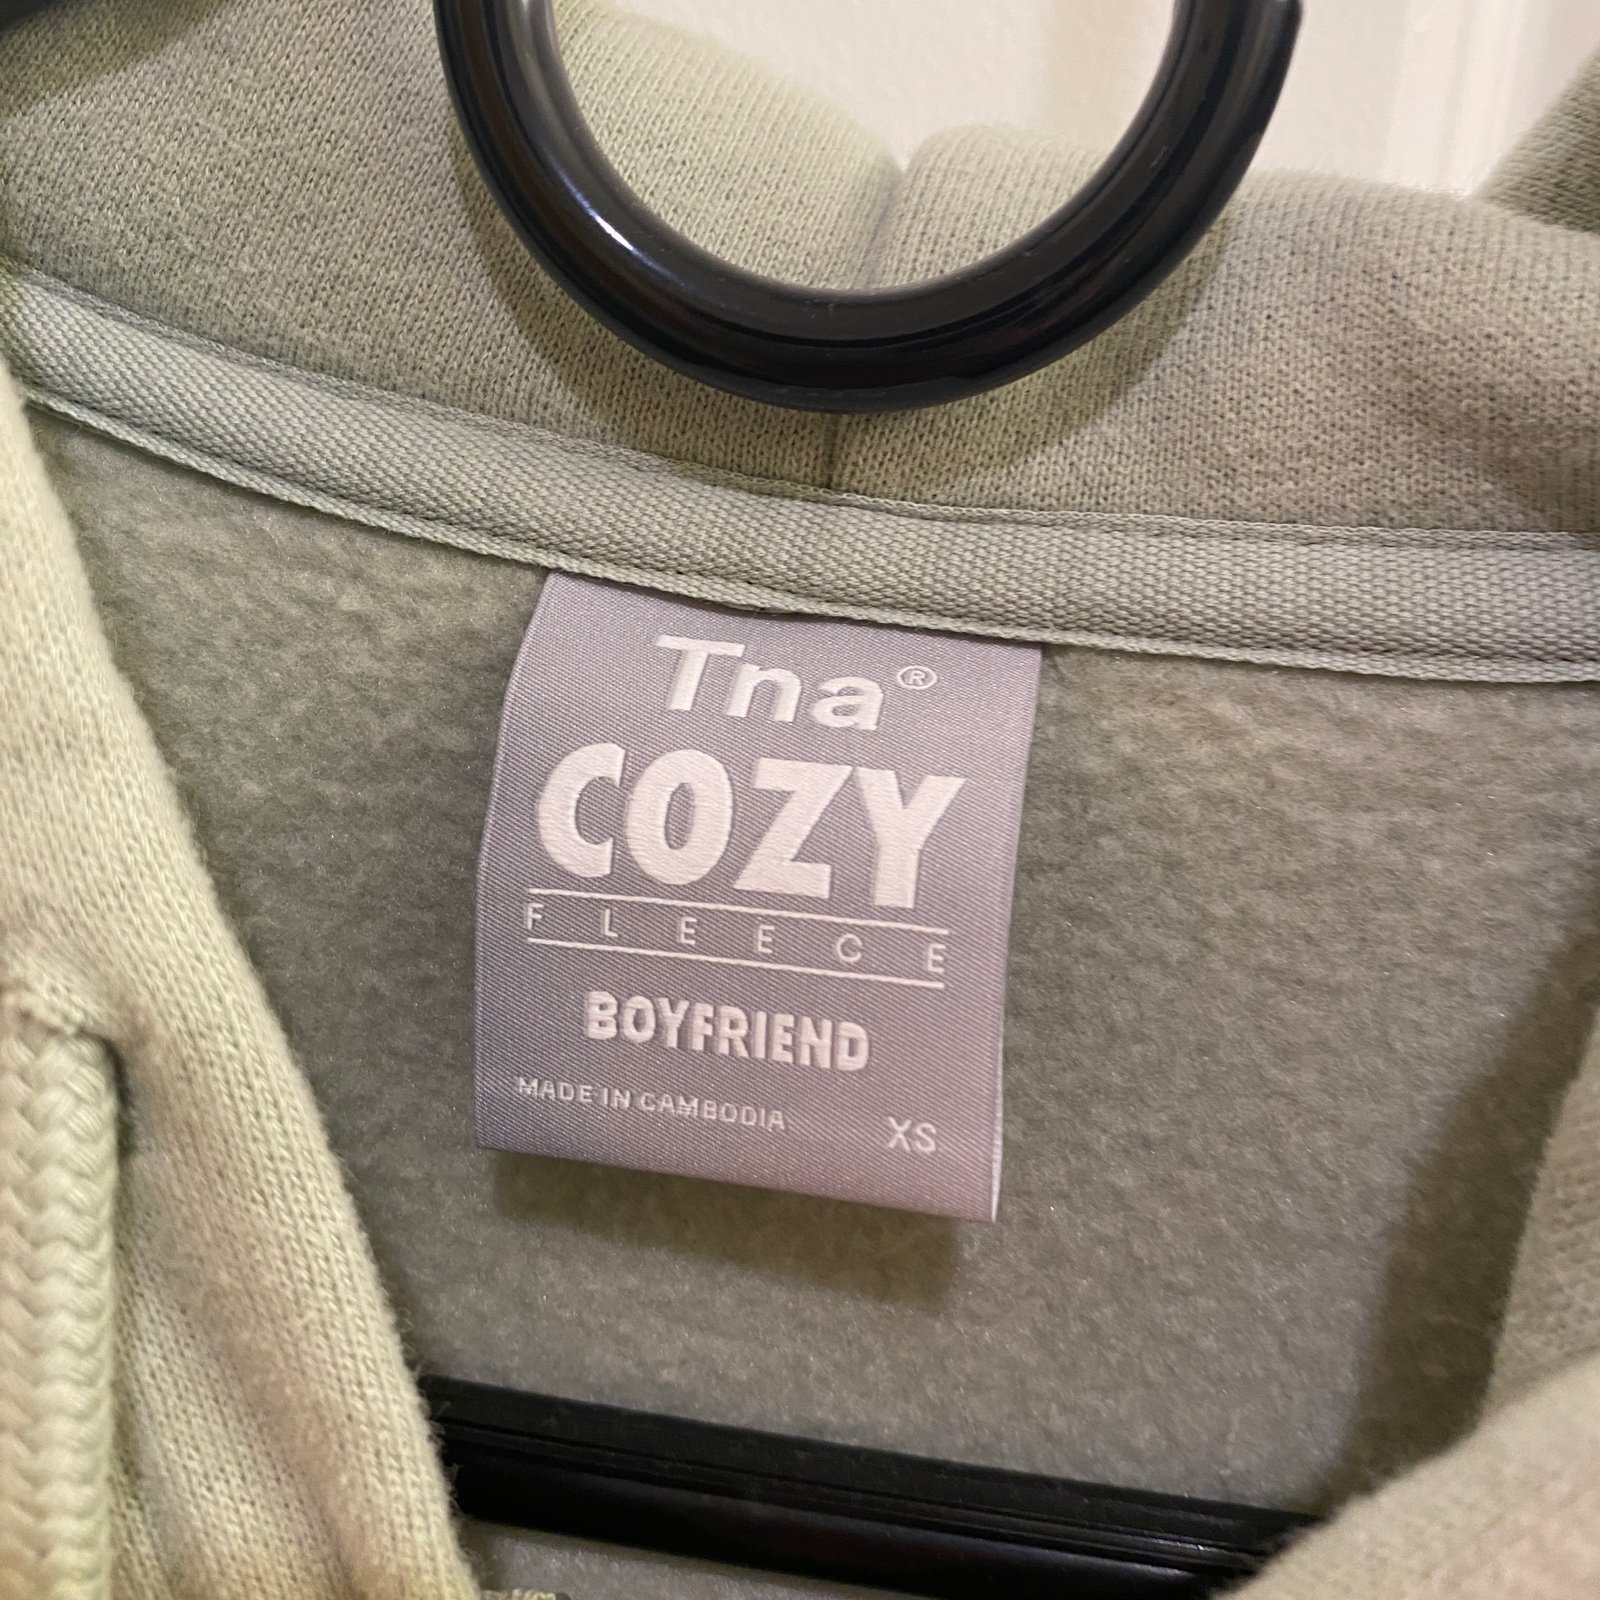 Tna®
COZY
FLEECE
BOYFRIEND
MADE IN CAMBODIA
XS